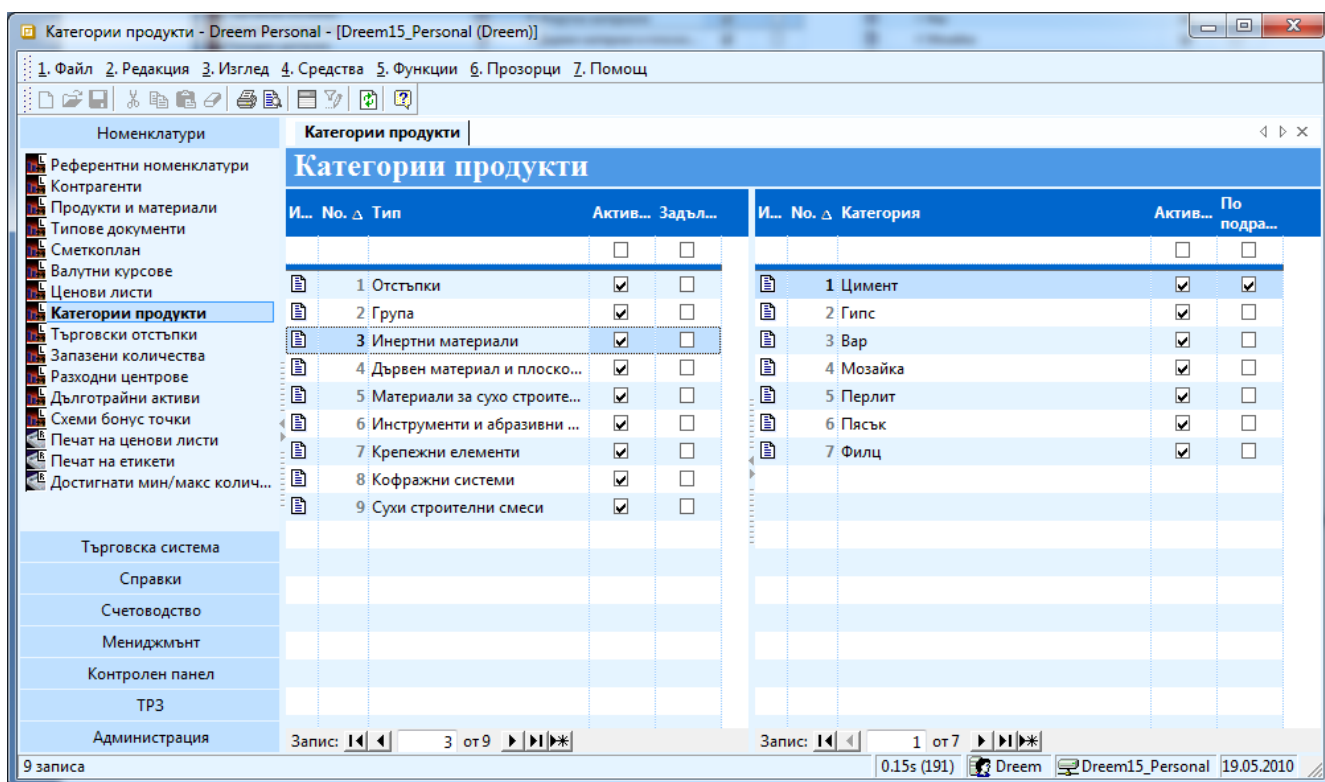 Категории продукти - Dreem Personal - [Dreem15_Personal (Dreem)]
1. Файл 2. Редакция 3. Изглед 4. Средства 5. Функции 6. Прозорци 7. Помощ
Номенклатури
Референтни номенклатури
Контрагенти
Продукти и материали
Типове документи
Сметкоплан
Валутни курсове
Ценови листи
Категории продукти
Търговски отстъпки
Запазени количества
Разходни центрове
Дълготрайни активи
Схеми бонус точки
Печат на ценови листи
Печат на етикети
Достигнати мин/макс колич...
Търговска система
Справки
Счетоводство
Мениджмънт
Контролен панел
ТРЗ
Администрация
Категории продукти
Категории продукти
И... No. Тип Актив... Задъл...
1 Отстъпки
2 Група
3 Инертни материали
4 Дървен материал и плоско...
5 Материали за сухо строите...
6 Инструменти и абразивни ...
7 Крепежни елементи
8 Кофражни системи
9 Сухи строителни смеси
Запис: 3 от 9
И... No. Категория Актив... По подра...
1 Цимент
2 Гипс
3 Вар
4 Мозайка
5 Перлит
6 Пясък
7 Филц
Запис: 1 от 7
9 записа 0.15s (191) Dreem Dreem15_Personal 19.05.2010